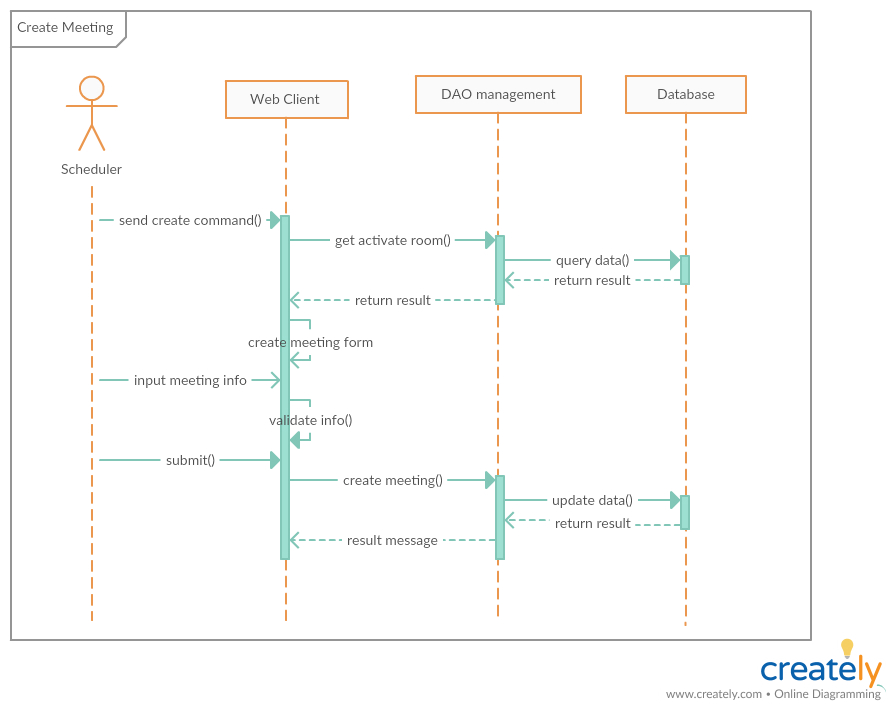 Create Meeting
Web Client
DAO management
Database
Scheduler
send create command()
get activate room()
query data()
return result
return result
create meeting form
input meeting info
validate info()
submit()
create meeting()
update data()
return result
result message
creately
www.creately.com • Online Diagramming